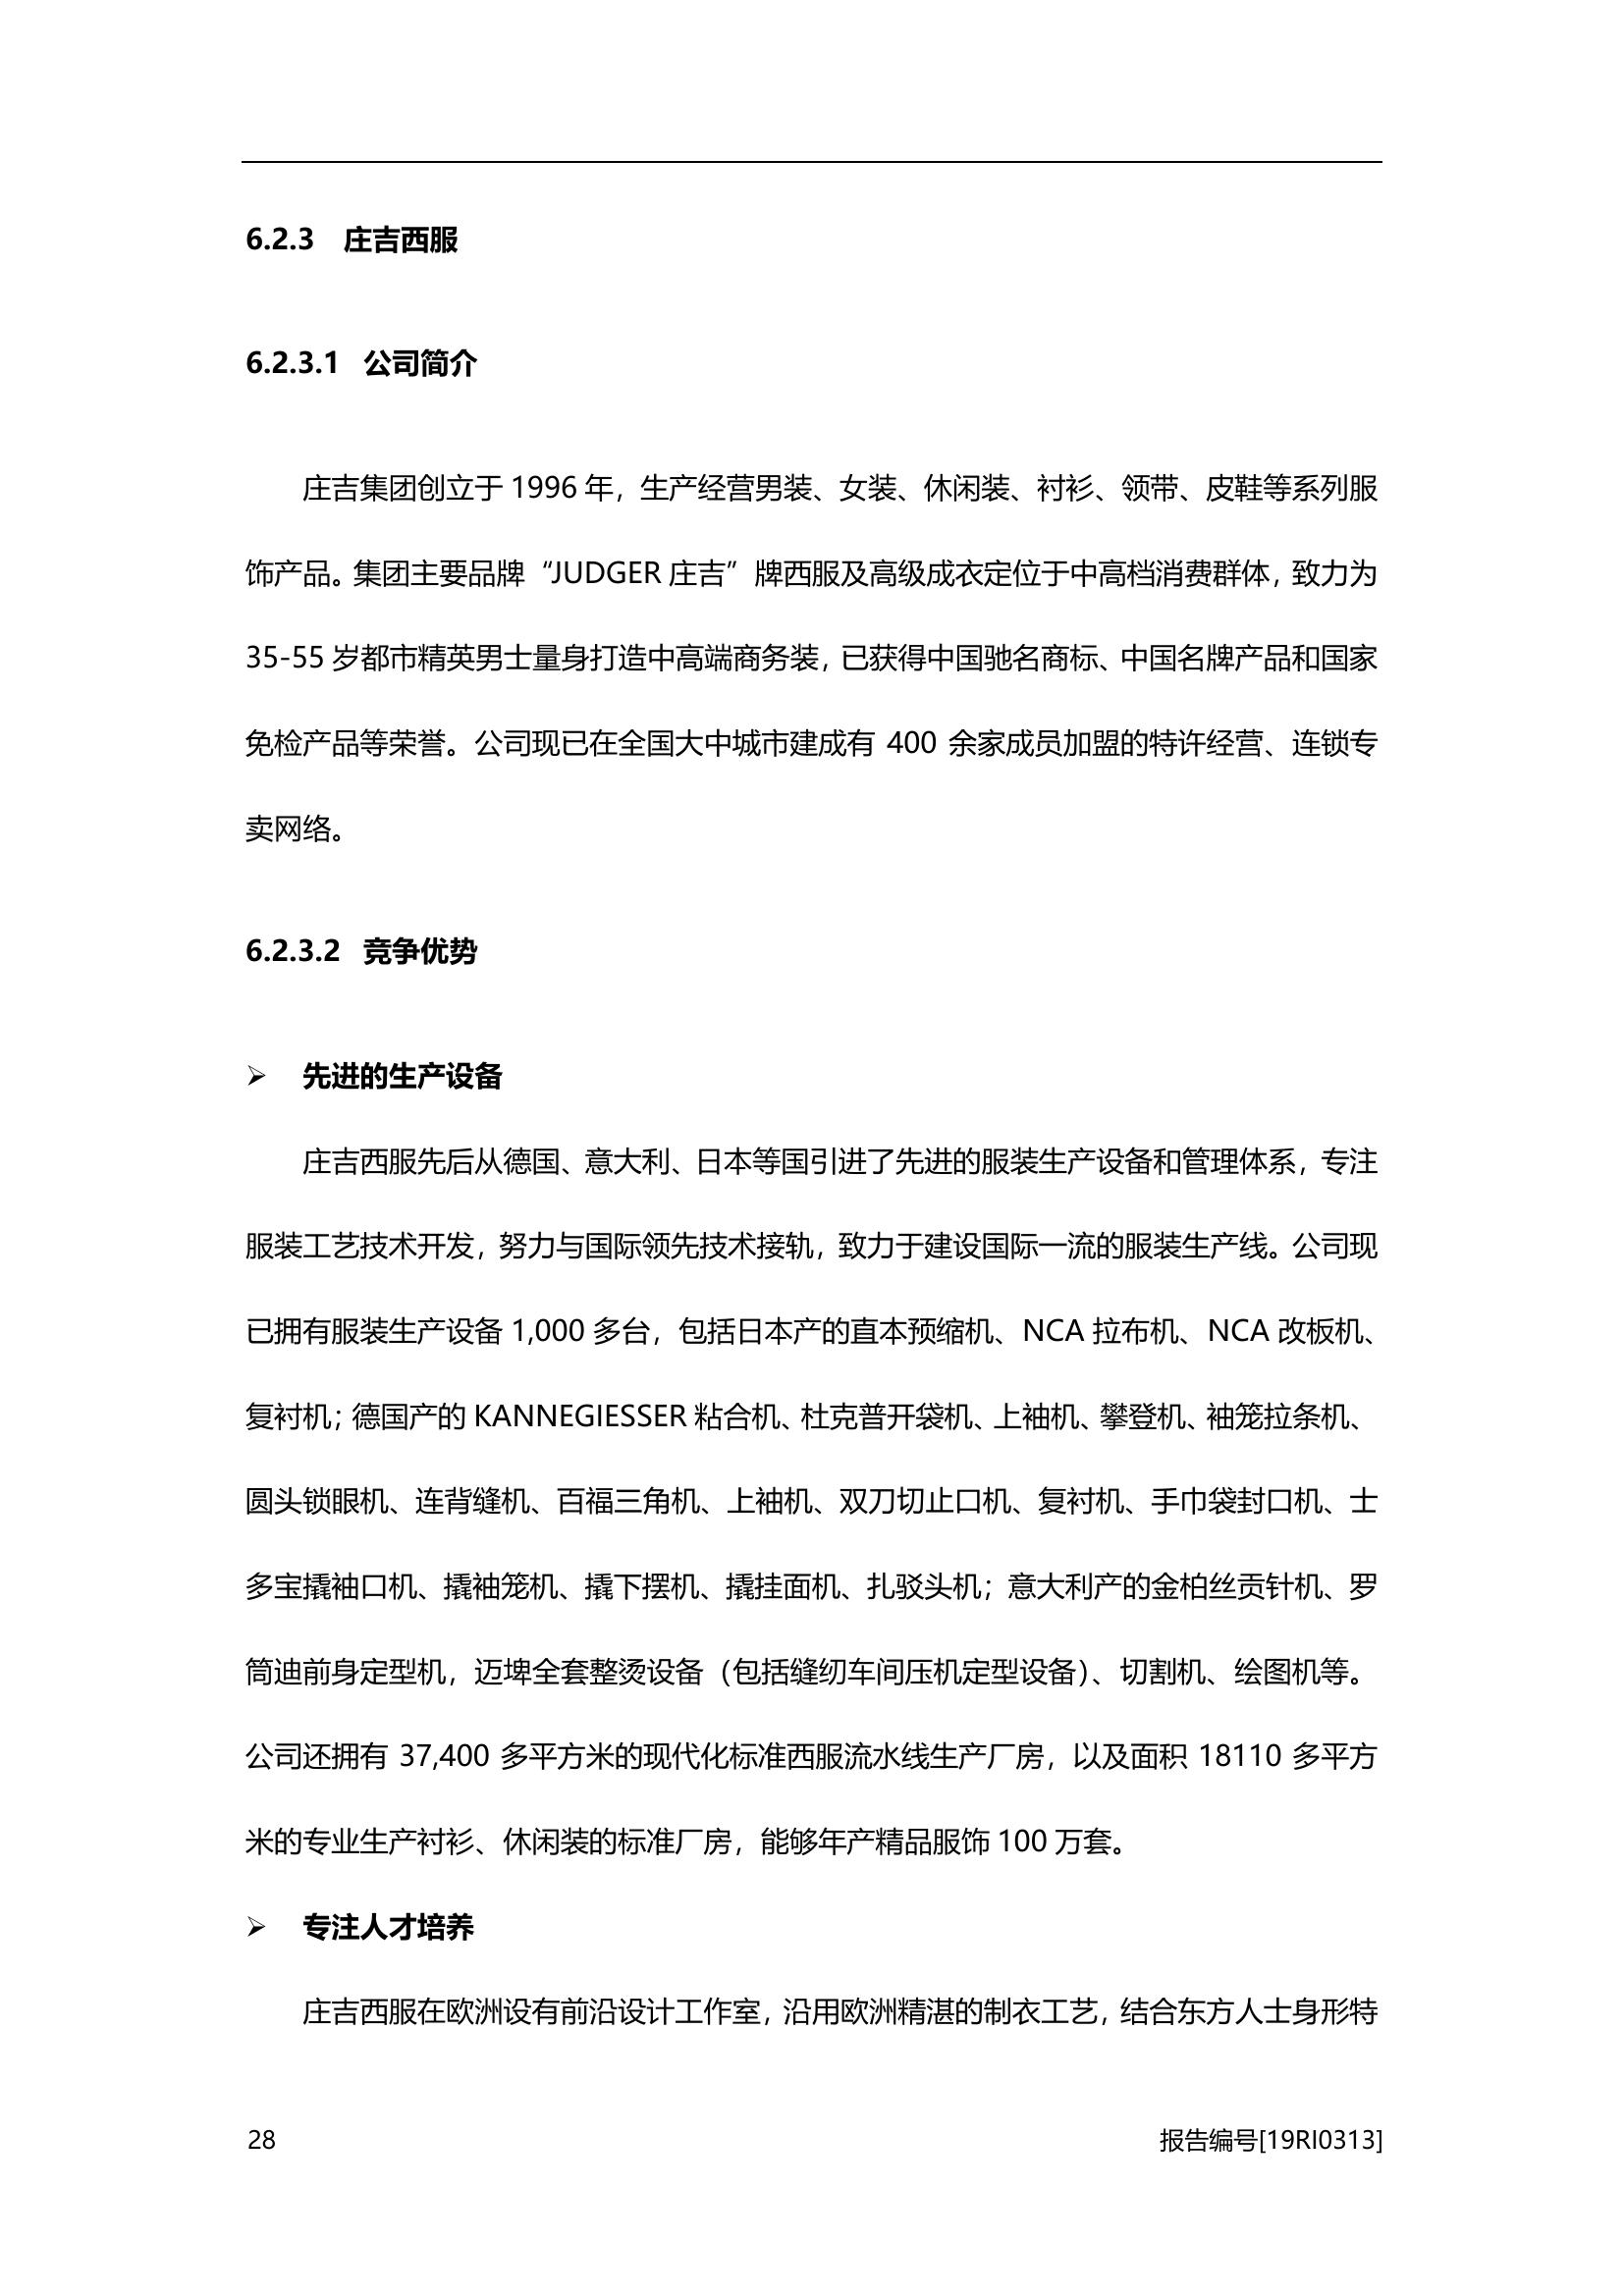 6.2.3 庄吉西服
6.2.3.1 公司简介
庄吉集团创立于 1996 年，生产经营男装、女装、休闲装、衬衫、领带、皮鞋等系列服
饰产品。集团主要品牌“JUDGER 庄吉”牌西服及高级成衣定位于中高档消费群体，致力为
35-55 岁都市精英男士量身打造中高端商务装，已获得中国驰名商标、中国名牌产品和国家
免检产品等荣誉。公司现已在全国大中城市建成有 400 余家成员加盟的特许经营、连锁专
卖网络。
6.2.3.2 竞争优势
➢ 先进的生产设备
庄吉西服先后从德国、意大利、日本等国引进了先进的服装生产设备和管理体系，专注
服装工艺技术开发，努力与国际领先技术接轨，致力于建设国际一流的服装生产线。公司现
已拥有服装生产设备 1,000 多台，包括日本产的直本预缩机、NCA 拉布机、NCA 改板机、
复衬机；德国产的 KANNEGIESSER 粘合机、杜克普开袋机、上袖机、攀登机、袖笼拉条机、
圆头锁眼机、连背缝机、百福三角机、上袖机、双刀切止口机、复衬机、手巾袋封口机、士
多宝撬袖口机、撬袖笼机、撬下摆机、撬挂面机、扎驳头机；意大利产的金柏丝贡针机、罗
筒迪前身定型机，迈埤全套整烫设备（包括缝纫车间压机定型设备）、切割机、绘图机等。
公司还拥有 37,400 多平方米的现代化标准西服流水线生产厂房，以及面积 18110 多平方
米的专业生产衬衫、休闲装的标准厂房，能够年产精品服饰 100 万套。
➢ 专注人才培养
庄吉西服在欧洲设有前沿设计工作室，沿用欧洲精湛的制衣工艺，结合东方人士身形特
28 报告编号[19RI0313]